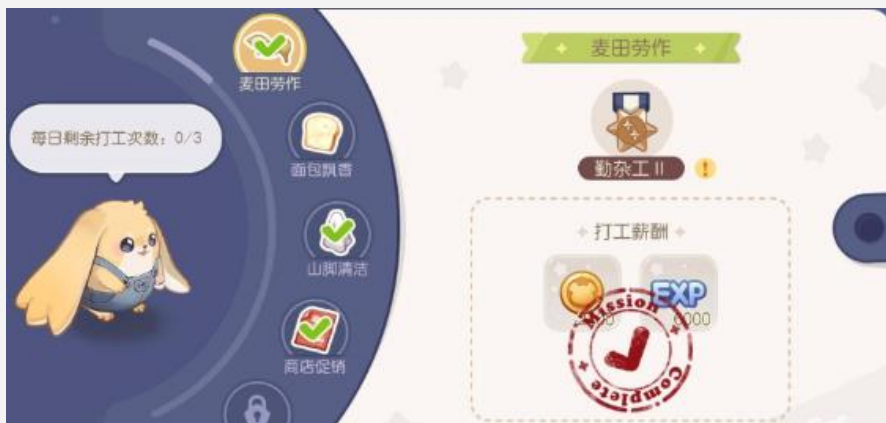 麦田劳作
每日剩余打工次数：0/3
面包飘香
山脚清洁
商店促销
麦田劳作
勤杂工 II
!
打工薪酬
EXP
Mission
Complete